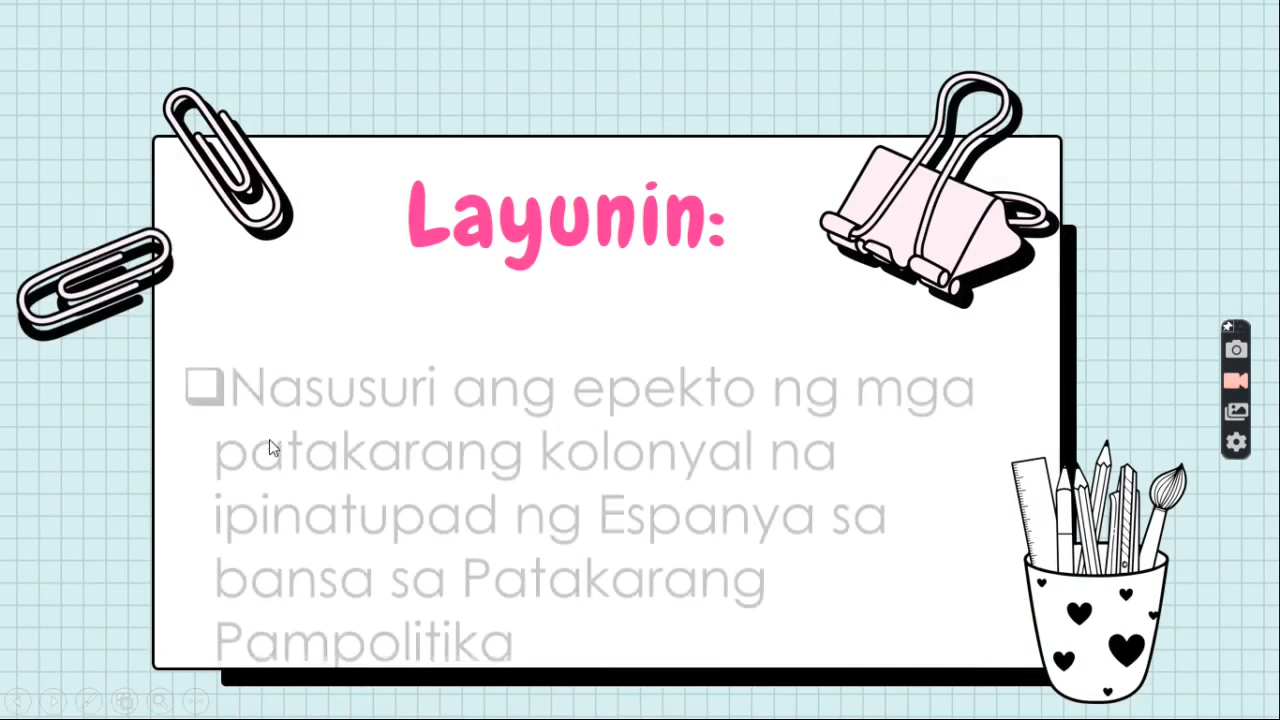 Layunin:
❑Nasusuri ang epekto ng mga
patakarang kolonyal na
ipinatupad ng Espanya sa
bansa sa Patakarang
Pampolitika